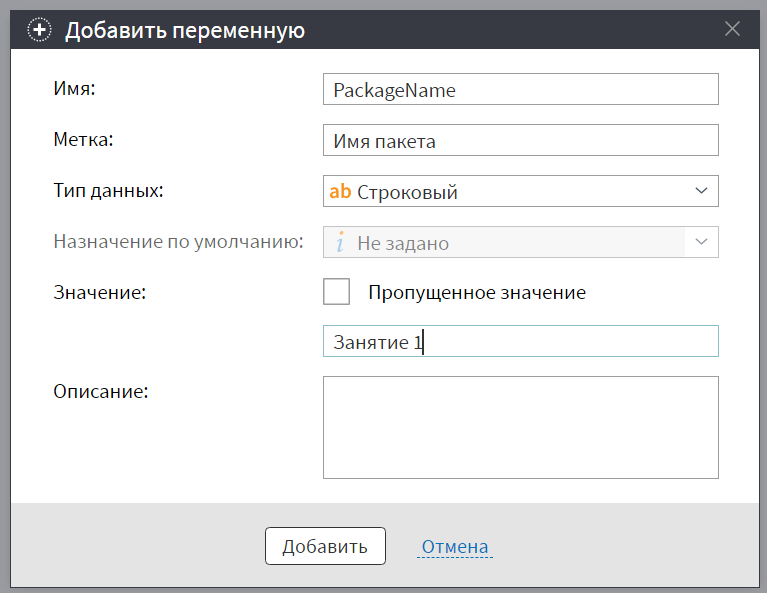 Добавить переменную
Имя: PackageName
Метка: Имя пакета
Тип данных: ab Строковый
Назначение по умолчанию: i Не задано
Значение: Пропущенное значение
Занятие 1
Описание:
Добавить Отмена